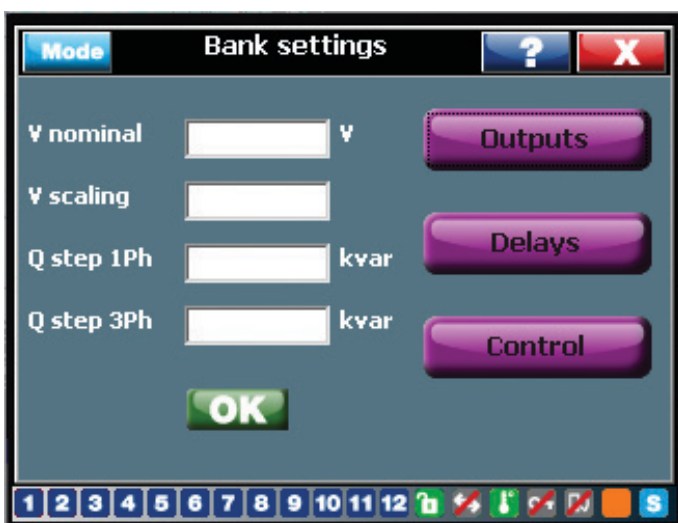 Mode Bank settings ? X
V nominal V Outputs
V scaling
Q step 1Ph kvar Delays
Q step 3Ph kvar Control
OK
1 2 3 4 5 6 7 8 9 10 11 12 S